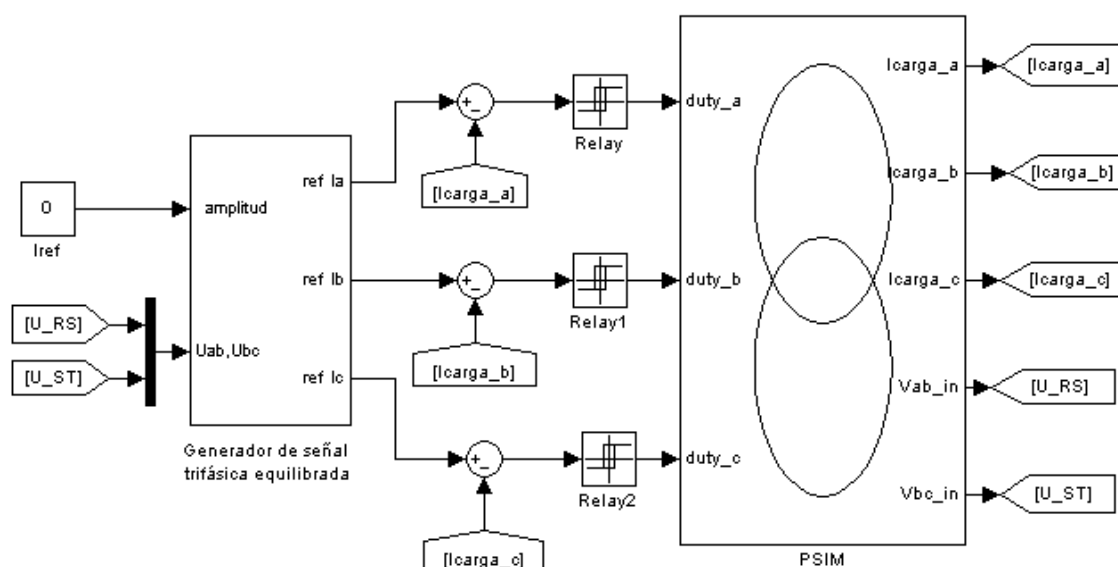 0
Iref
[U_RS]
[U_ST]
amplitud
Uab,Ubc
ref Ia
ref Ib
ref Ic
Generador de señal
trifásica equilibrada
[Icarga_a]
Relay
[Icarga_b]
Relay1
[Icarga_c]
Relay2
duty_a
duty_b
duty_c
Icarga_a
Icarga_b
Icarga_c
Vab_in
Vbc_in
PSIM
[Icarga_a]
[Icarga_b]
[Icarga_c]
[U_RS]
[U_ST]